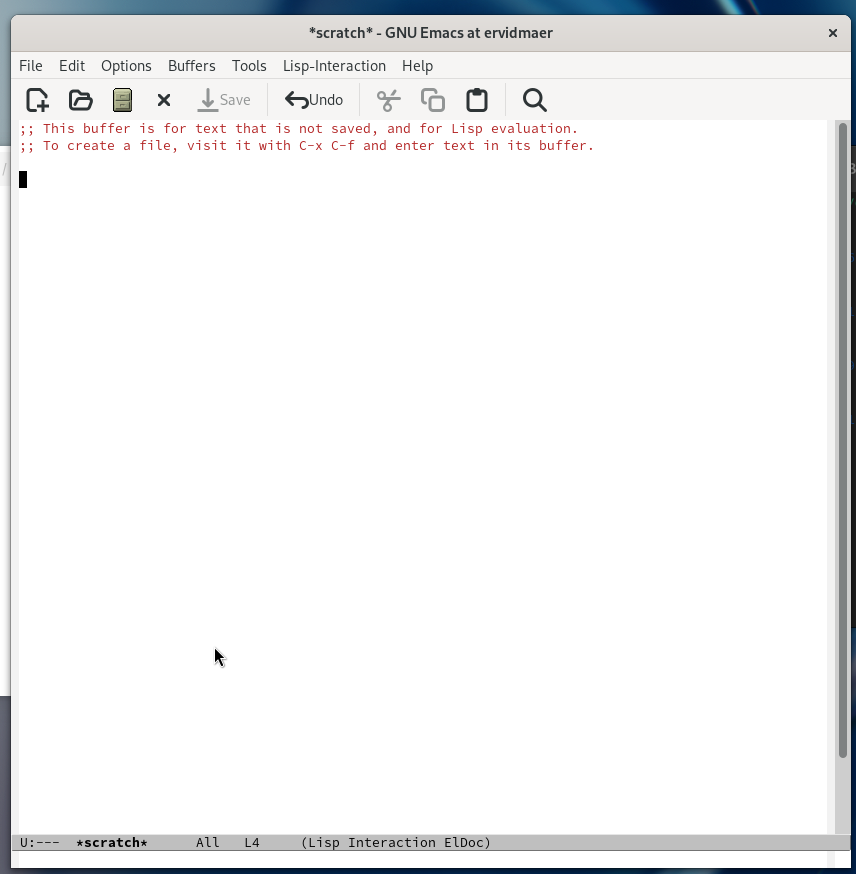 *scratch* - GNU Emacs at ervidmaer
File Edit Options Buffers Tools Lisp-Interaction Help
Save Undo
;; This buffer is for text that is not saved, and for Lisp evaluation.
;; To create a file, visit it with C-x C-f and enter text in its buffer.
U:--- *scratch* All L4 (Lisp Interaction ElDoc)